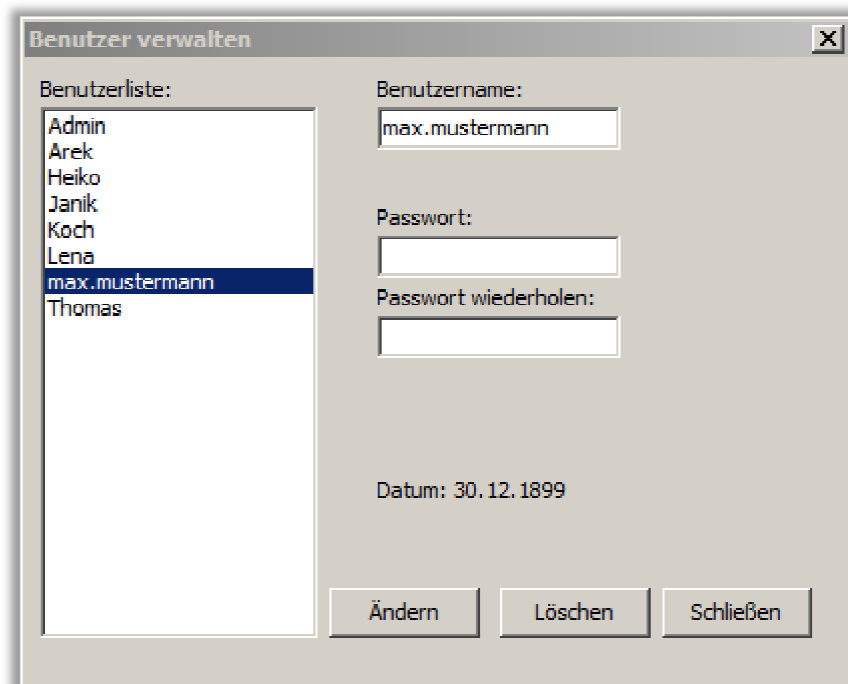 Benutzer verwalten
Benutzerliste:
Admin
Arek
Heiko
Janik
Koch
Lena
max.mustermann
Thomas
Benutzername:
max.mustermann
Passwort:
Passwort wiederholen:
Datum: 30.12.1899
Ändern
Löschen
Schließen